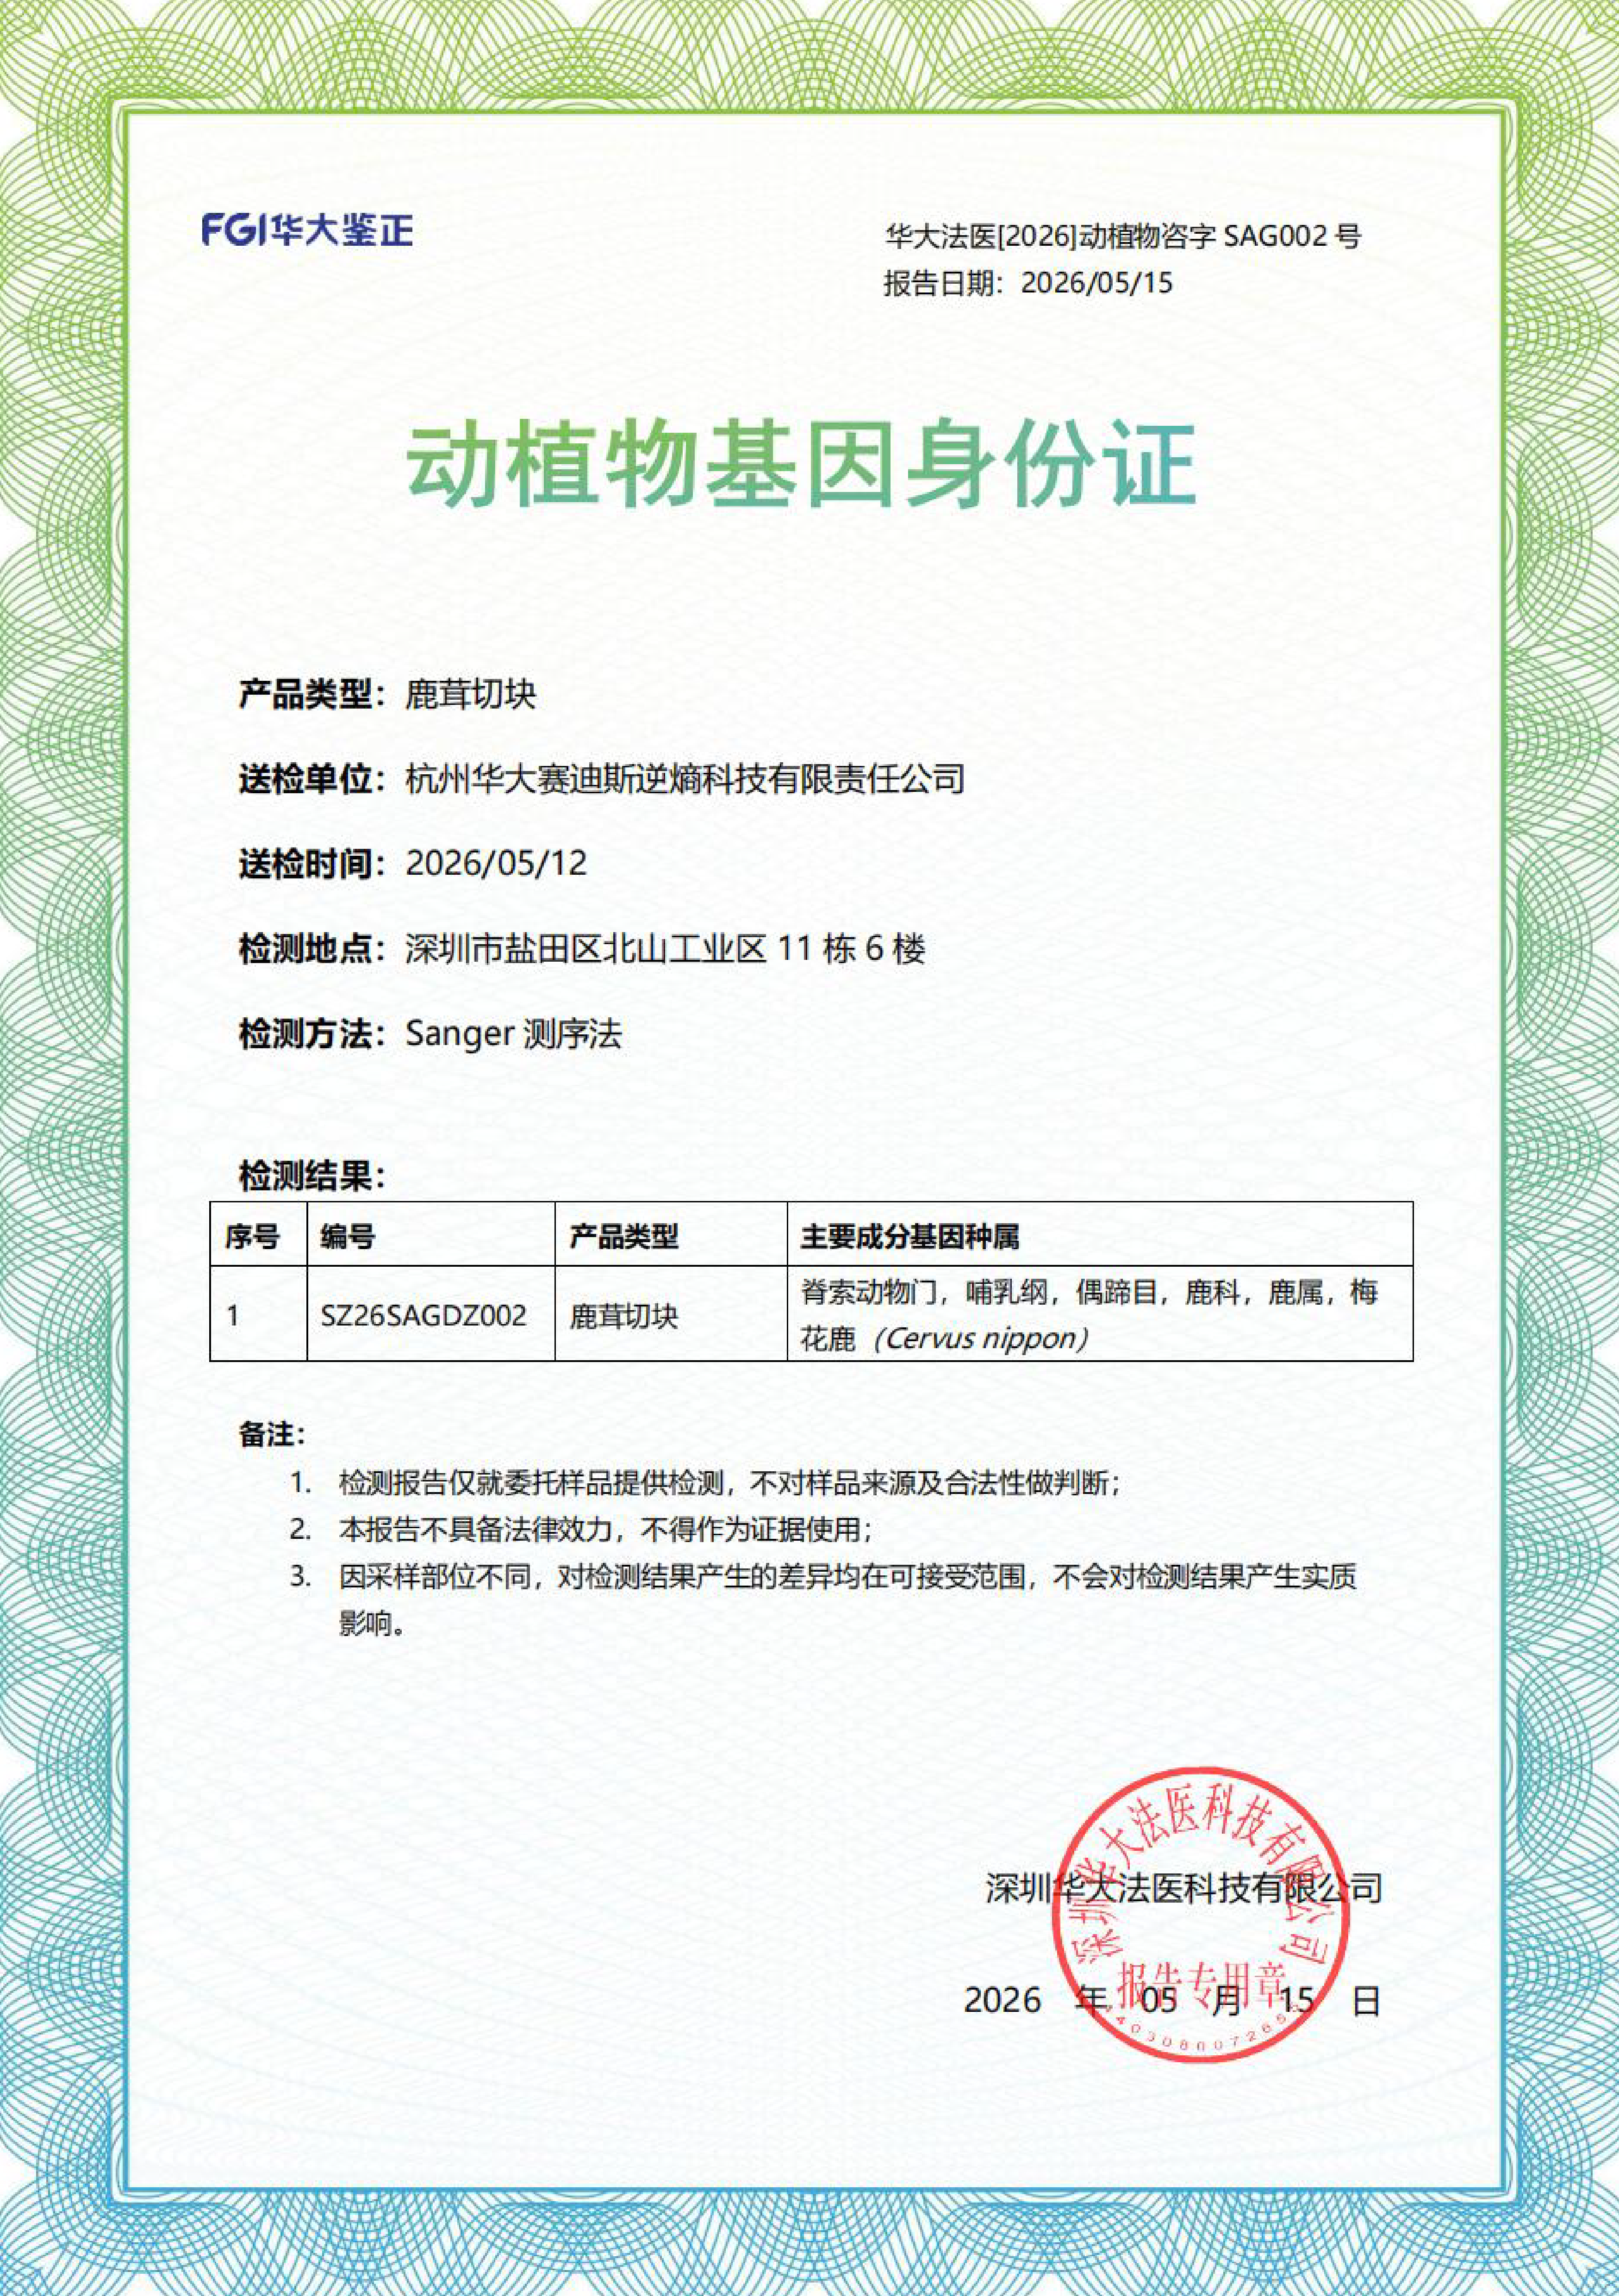 FGI华大鉴正
华大法医[2026]动植物咨字 SAG002 号
报告日期：2026/05/15
动植物基因身份证
产品类型：鹿茸切块
送检单位：杭州华大赛迪斯逆熵科技有限责任公司
送检时间：2026/05/12
检测地点：深圳市盐田区北山工业区 11 栋 6 楼
检测方法：Sanger 测序法
检测结果：
序号 编号 产品类型 主要成分基因种属
1 SZ26SAGDZ002 鹿茸切块 脊索动物门，哺乳纲，偶蹄目，鹿科，鹿属，梅
花鹿（Cervus nippon）
备注：
1. 检测报告仅就委托样品提供检测，不对样品来源及合法性做判断；
2. 本报告不具备法律效力，不得作为证据使用；
3. 因采样部位不同，对检测结果产生的差异均在可接受范围，不会对检测结果产生实质
影响。
深圳华大法医科技有限公司
2026 年 05 月 15 日
深圳华大法医科技有限公司
报告专用章